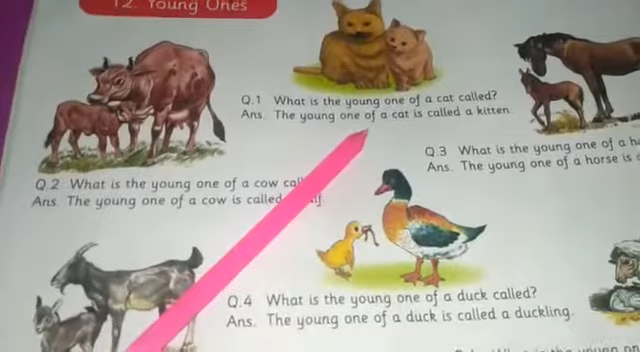 12. Young Ones
Q.1 What is the young one of a cat called?
Ans. The young one of a cat is called a kitten.
Q.2 What is the young one of a cow
Ans. The young one of a cow is called
Q.3 What is the young one of a
Ans. The young one of a horse is
Q.4 What is the young one of a duck called?
Ans. The young one of a duck is called a duckling.